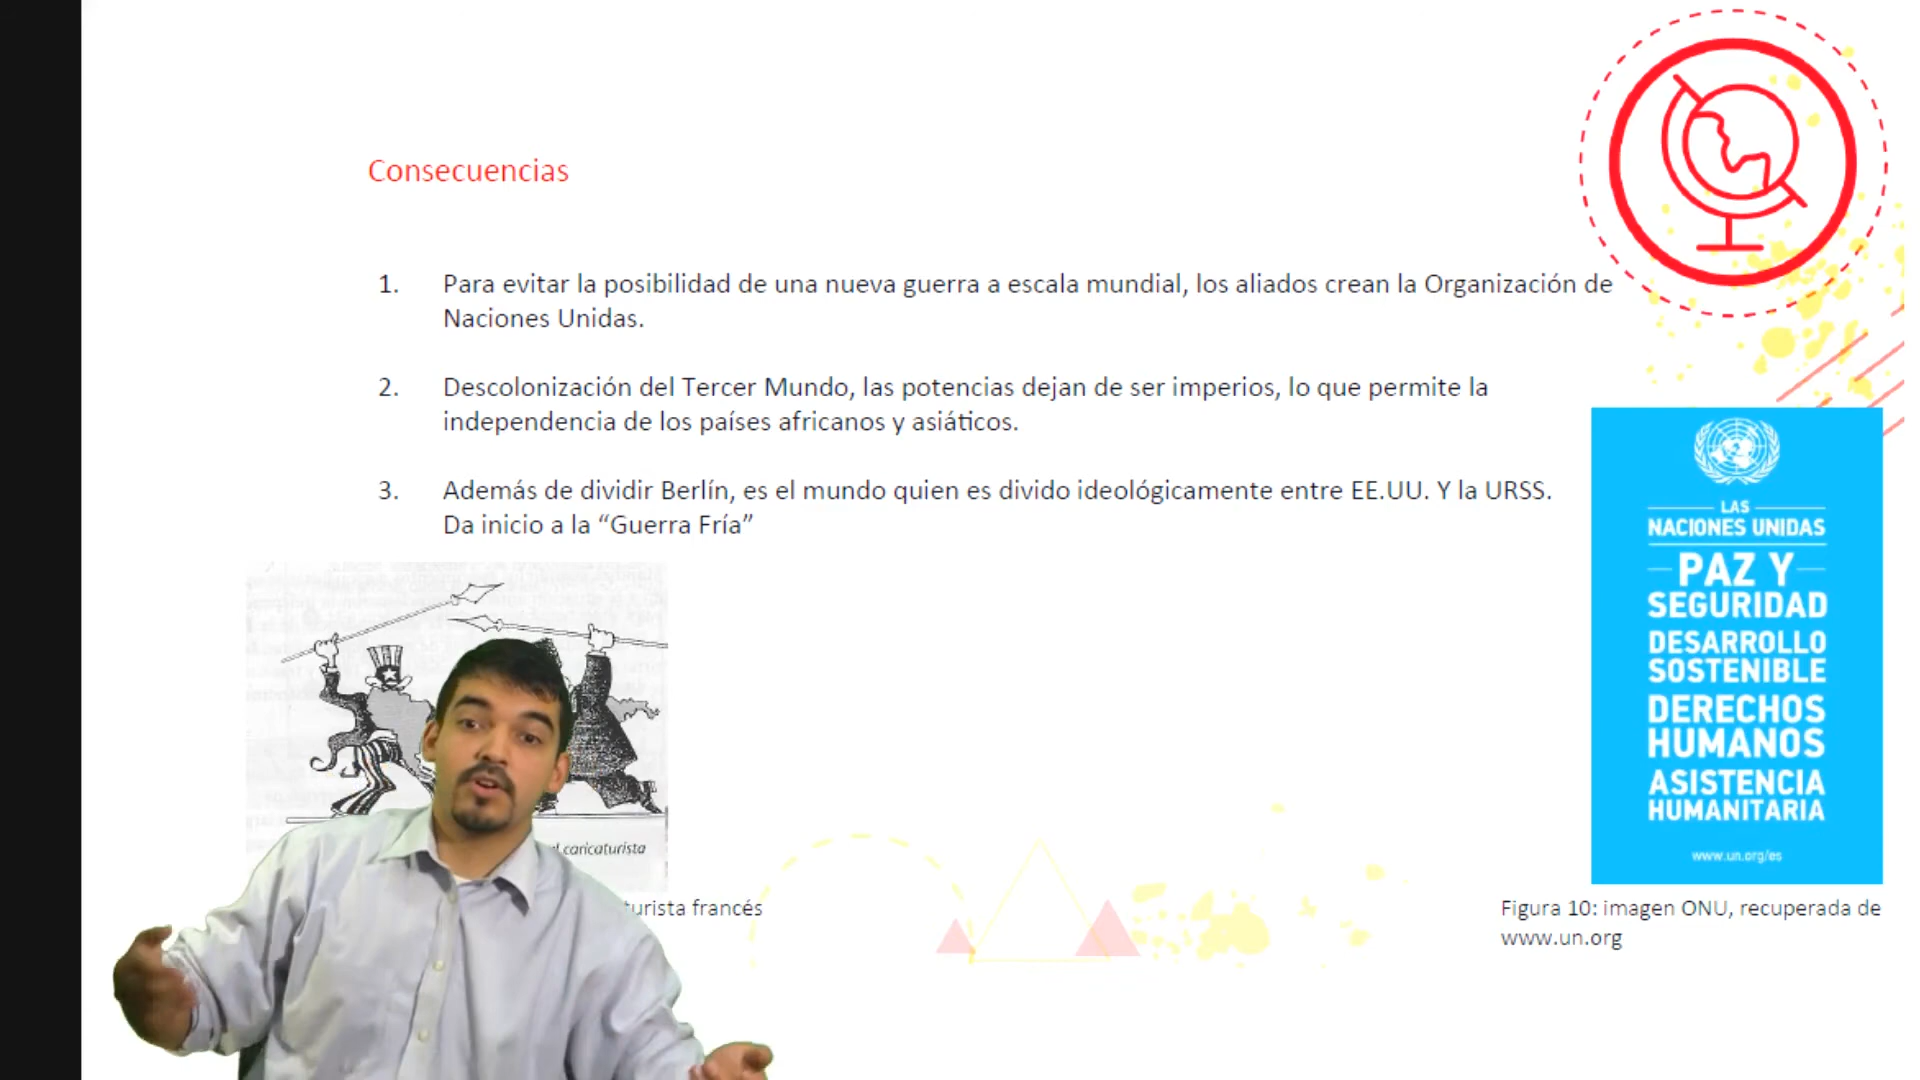 Consecuencias
1. Para evitar la posibilidad de una nueva guerra a escala mundial, los aliados crean la Organización de
Naciones Unidas.
2. Descolonización del Tercer Mundo, las potencias dejan de ser imperios, lo que permite la
independencia de los países africanos y asiáticos.
3. Además de dividir Berlín, es el mundo quien es divido ideológicamente entre EE.UU. Y la URSS.
Da inicio a la “Guerra Fría”
LAS
NACIONES UNIDAS
PAZ Y
SEGURIDAD
DESARROLLO
SOSTENIBLE
DERECHOS
HUMANOS
ASISTENCIA
HUMANITARIA
www.un.org/es
caricaturista
francés
Figura 10: imagen ONU, recuperada de
www.un.org